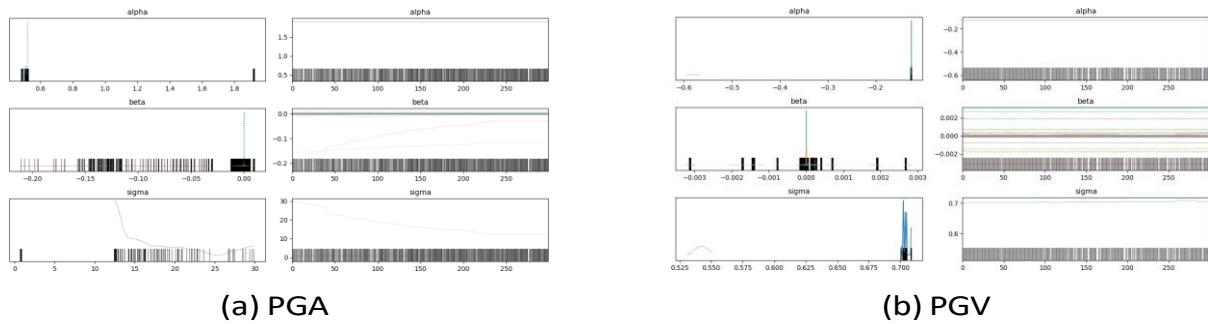 alpha
alpha
1.5
1.0
0.5
0.6 0.8 1.0 1.2 1.4 1.6 1.8
0 50 100 150 200 250
beta
beta
0.0
−0.1
−0.2
−0.20 −0.15 −0.10 −0.05 0.00
0 50 100 150 200 250
sigma
sigma
30
20
10
0
0 5 10 15 20 25 30
0 50 100 150 200 250
(a) PGA
alpha
alpha
−0.2
−0.4
−0.6
−0.6 −0.5 −0.4 −0.3 −0.2
0 50 100 150 200 250 300
beta
beta
0.002
0.000
−0.002
−0.003 −0.002 −0.001 0.000 0.001 0.002 0.003
0 50 100 150 200 250 300
sigma
sigma
0.7
0.6
0.525 0.550 0.575 0.600 0.625 0.650 0.675 0.700
0 50 100 150 200 250
(b) PGV